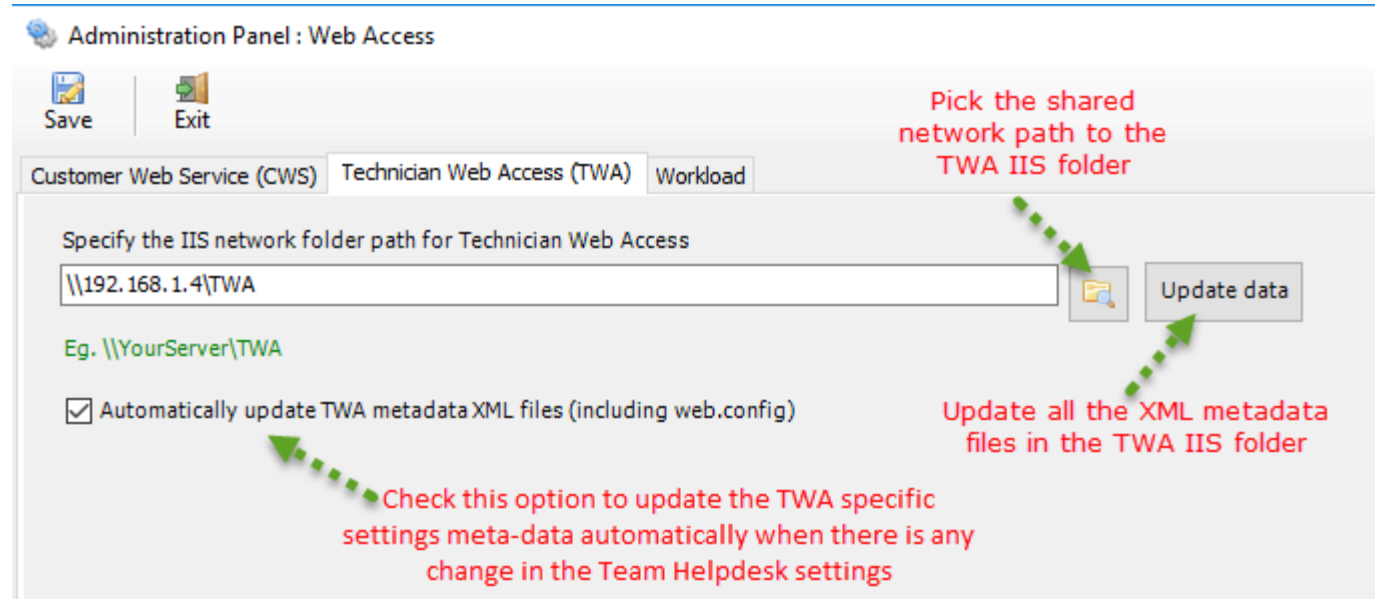 Administration Panel : Web Access
Save
Exit
Pick the shared
network path to the
TWA IIS folder
Customer Web Service (CWS)
Technician Web Access (TWA)
Workload
Specify the IIS network folder path for Technician Web Access
\\192.168.1.4\TWA
Update data
Eg. \\YourServer\TWA
Automatically update TWA metadata XML files (including web.config)
Update all the XML metadata
files in the TWA IIS folder
Check this option to update the TWA specific
settings meta-data automatically when there is any
change in the Team Helpdesk settings